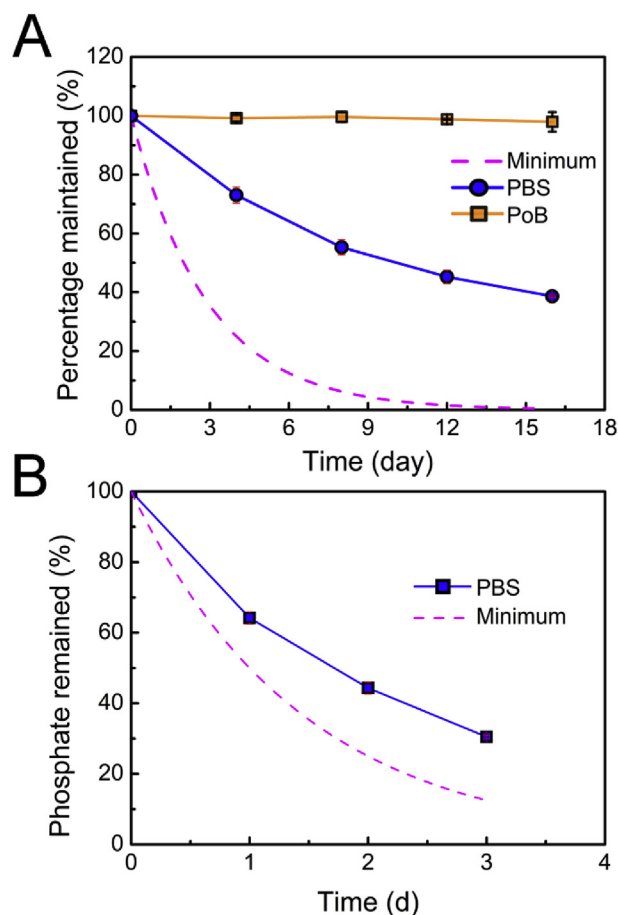 A
120
100
80
60
40
20
0
Percentage maintained (%)
Minimum
PBS
PoB
0 3 6 9 12 15 18
Time (day)
B
100
80
60
40
20
0
Phosphate remained (%)
PBS
Minimum
0 1 2 3 4
Time (d)